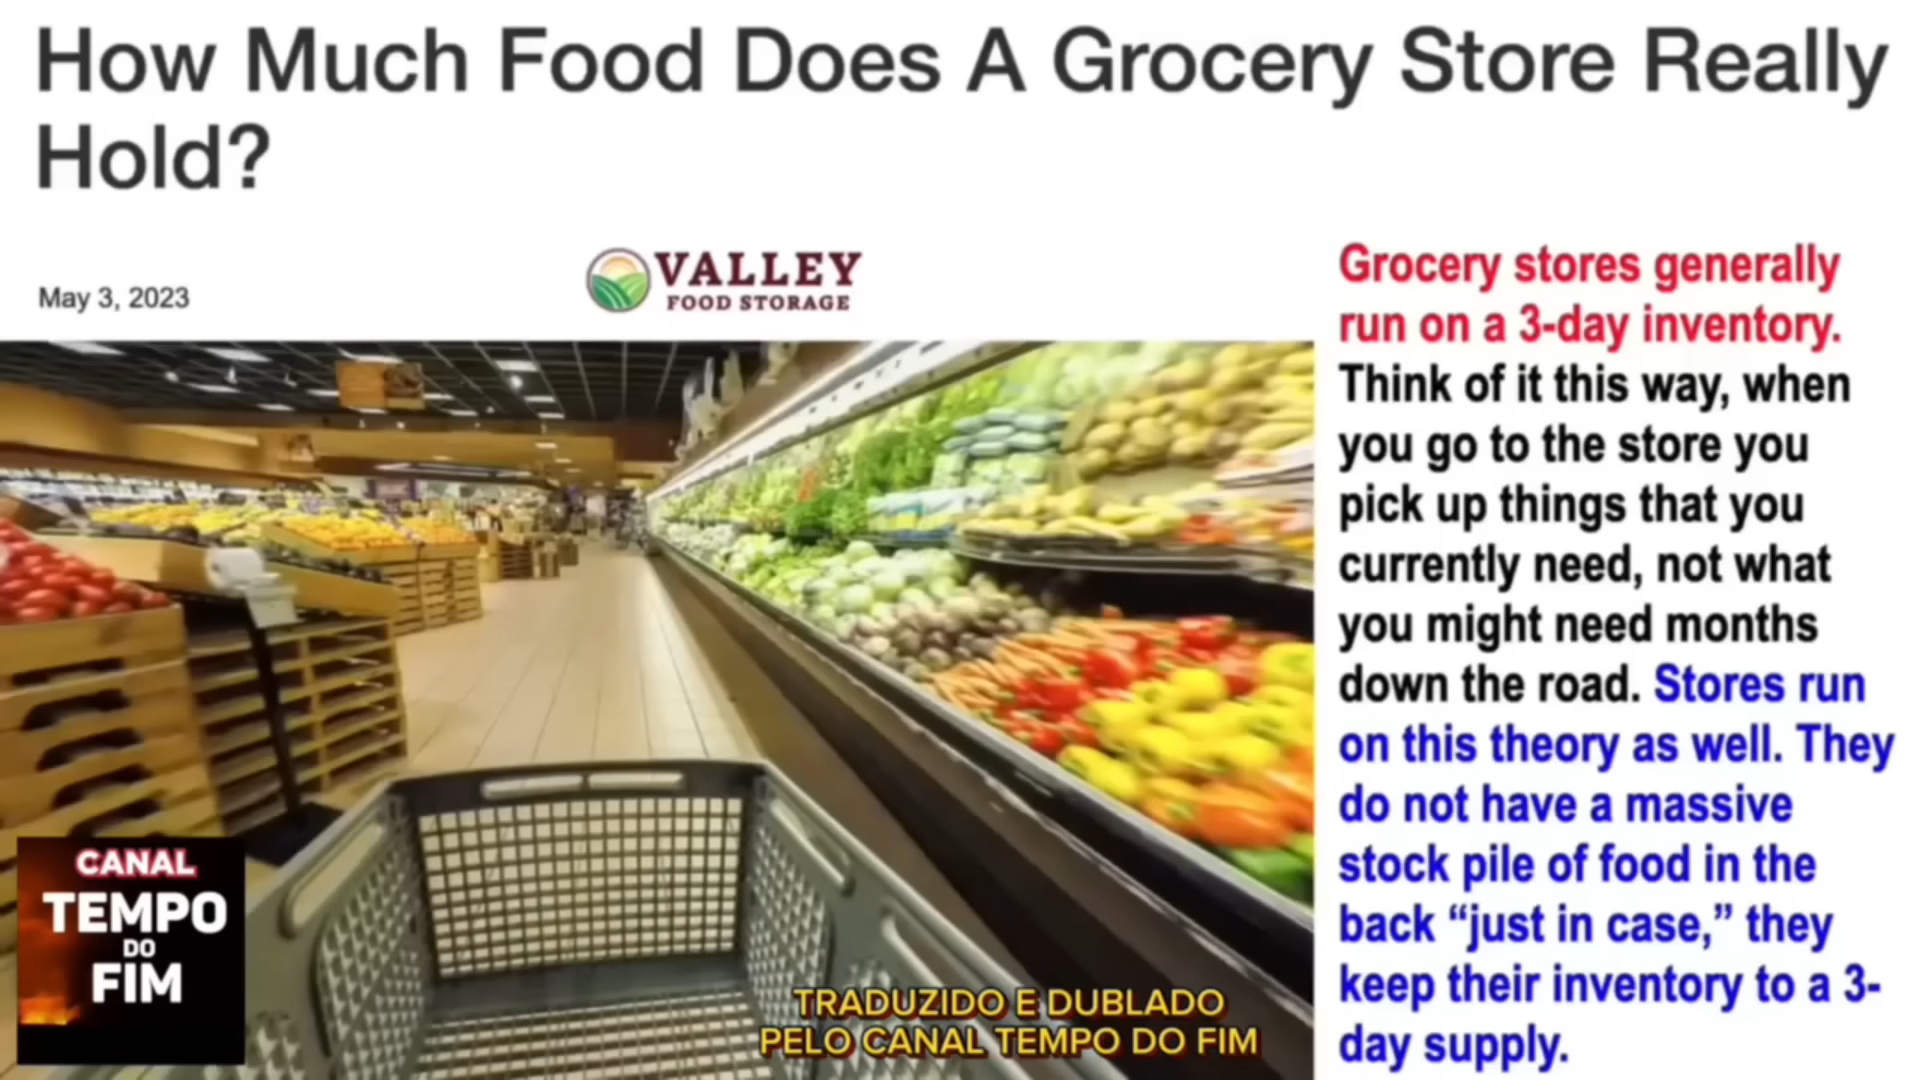 How Much Food Does A Grocery Store Really
Hold?
May 3, 2023
VALLEY
FOOD STORAGE
Grocery stores generally
run on a 3-day inventory.
Think of it this way, when
you go to the store you
pick up things that you
currently need, not what
you might need months
down the road. Stores run
on this theory as well. They
do not have a massive
stock pile of food in the
back “just in case,” they
keep their inventory to a 3-
day supply.
CANAL
TEMPO
DO
FIM
TRADUZIDO E DUBLADO
PELO CANAL TEMPO DO FIM